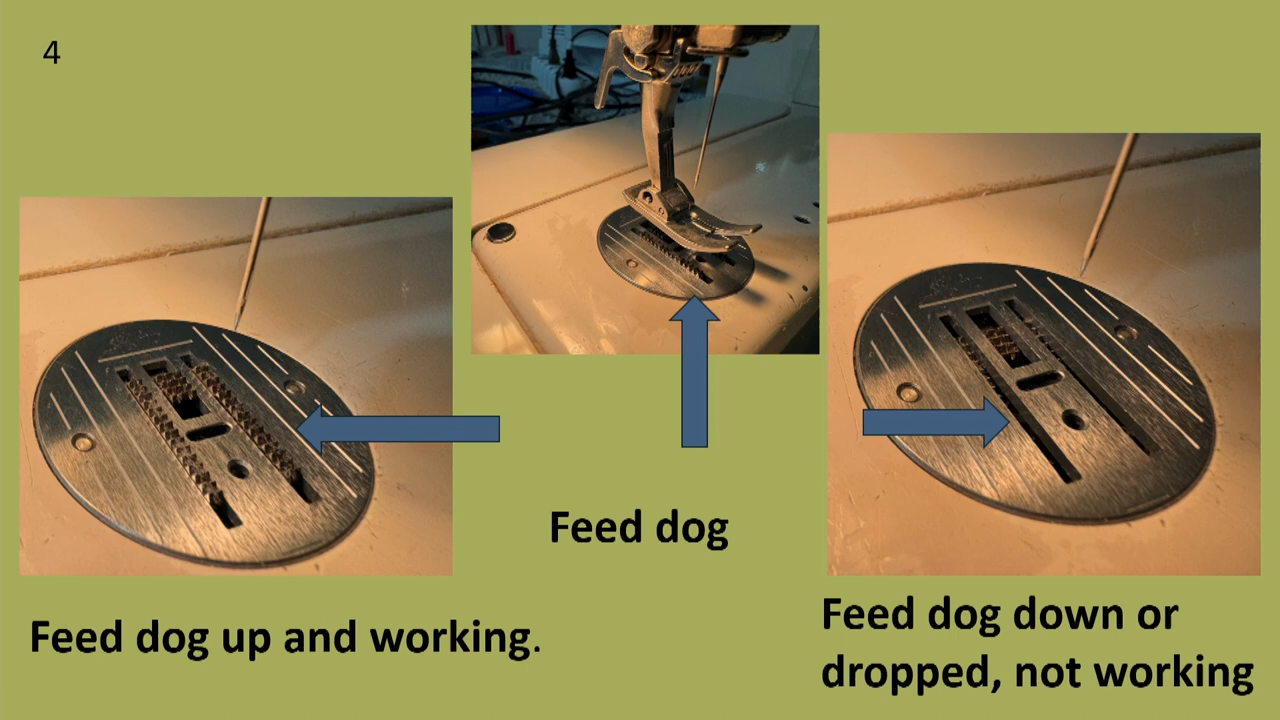 4
Feed dog
Feed dog up and working.
Feed dog down or
dropped, not working